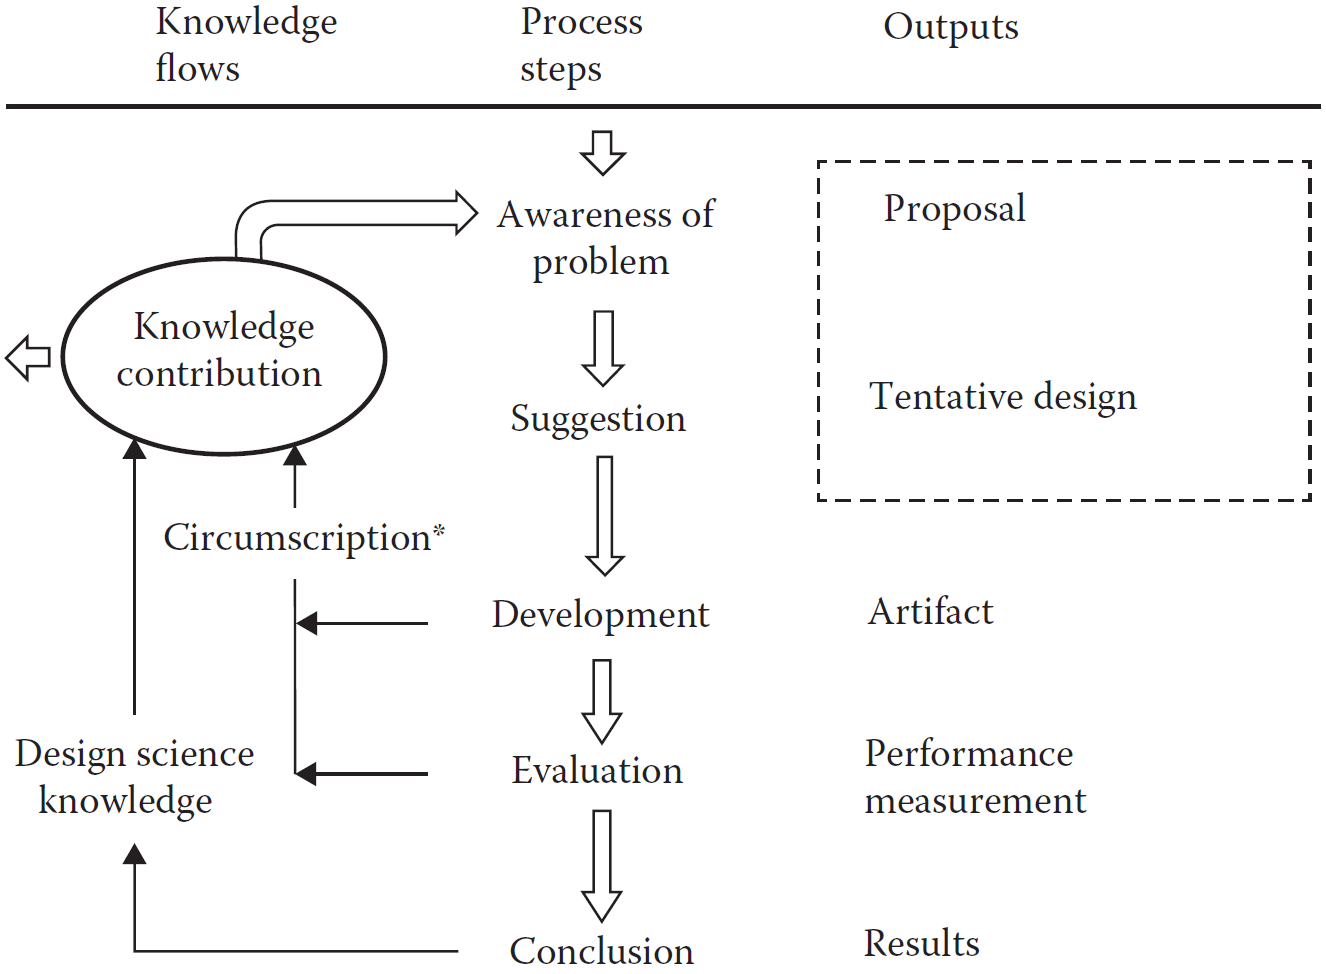 Knowledge
flows
Process
steps
Outputs
Awareness of
problem
Proposal
Knowledge
contribution
Suggestion
Tentative design
Circumscription*
Development
Artifact
Design science
knowledge
Evaluation
Performance
measurement
Conclusion
Results